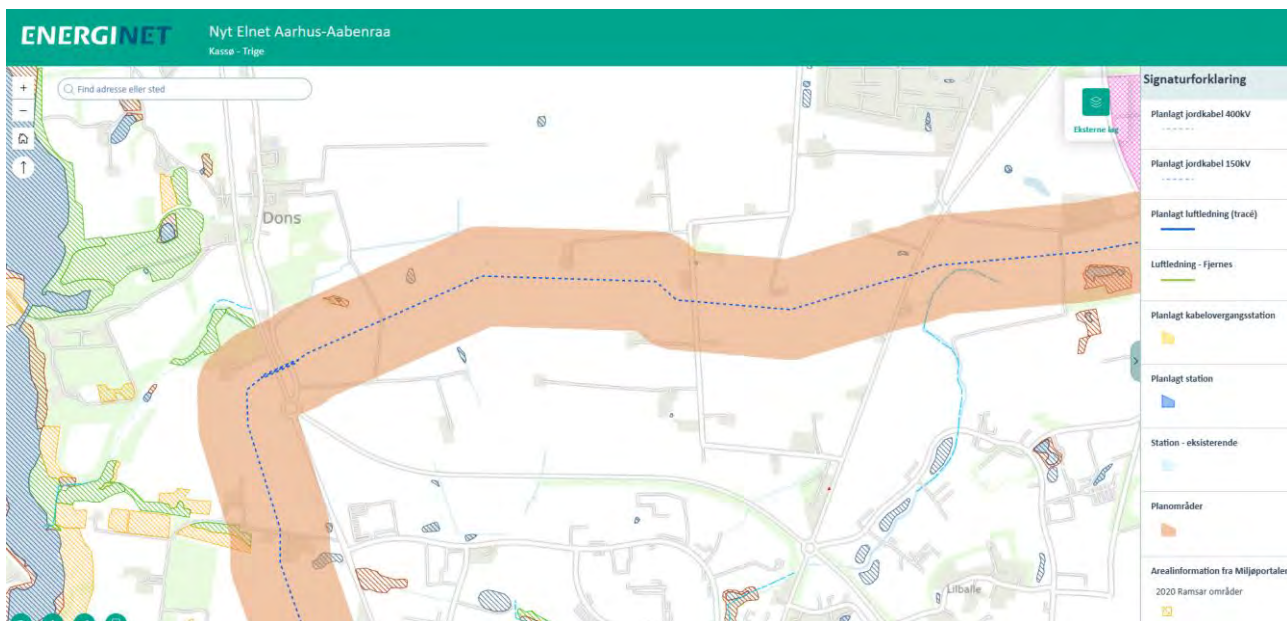 ENERGINET
Nyt Elnet Aarhus-Aabenraa
Kassø - Trige
+
Find adresse eller sted
−
Eksterne lag
Dons
Lilballe
Signaturforklaring
Planlagt jordkabel 400kV
Planlagt jordkabel 150kV
Planlagt luftledning (tracé)
Luftledning - Fjernes
Planlagt kabelovergangsstation
Planlagt station
Station - eksisterende
Planområder
Arealinformation fra Miljøportalen
2020 Ramsar områder